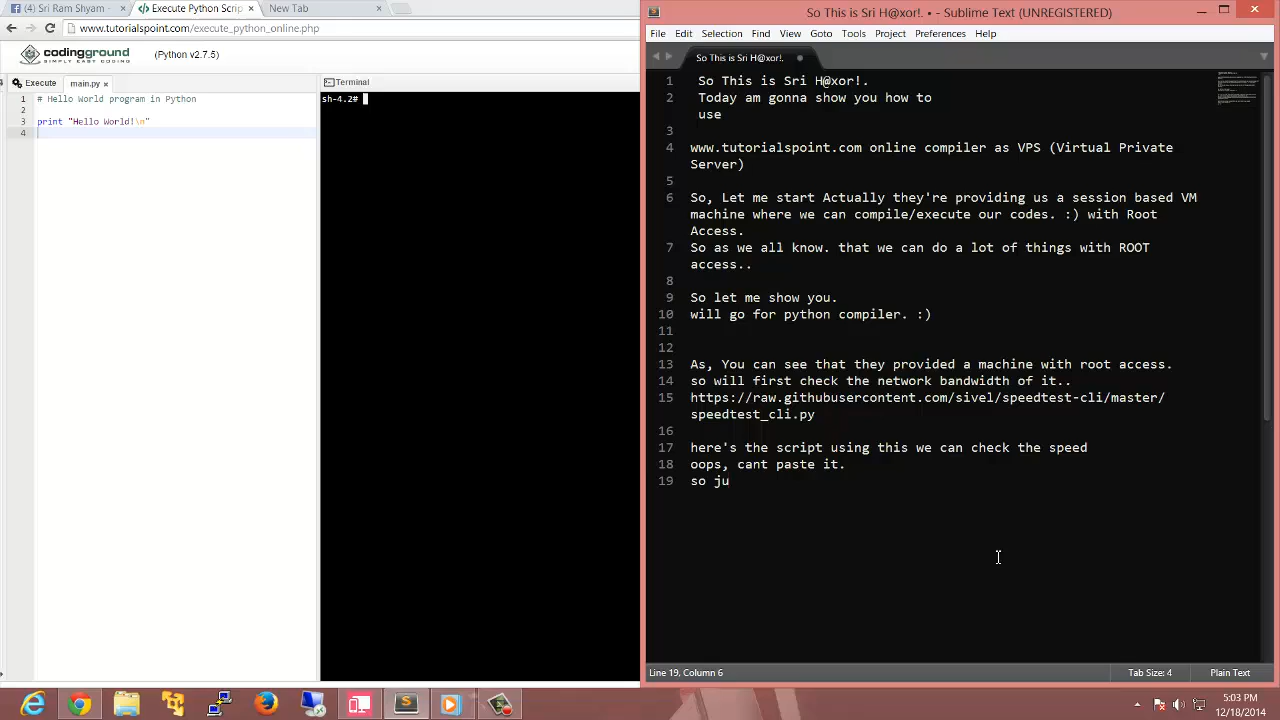 (4) Sri Ram Shyam -
Execute Python Scrip
New Tab
www.tutorialspoint.com/execute_python_online.php
codingground
SIMPLY EASY CODING
(Python v2.7.5)
Execute
main.py
Terminal
1 # Hello World program in Python
2
3 print "Hello World!\n"
4
sh-4.2#
So This is Sri H@xor!. • - Sublime Text (UNREGISTERED)
File Edit Selection Find View Goto Tools Project Preferences Help
So This is Sri H@xor!.
1 So This is Sri H@xor!.
2 Today am gonna show you how to
use
3
4 www.tutorialspoint.com online compiler as VPS (Virtual Private
Server)
5
6 So, Let me start Actually they're providing us a session based VM
machine where we can compile/execute our codes. :) with Root
Access.
7 So as we all know. that we can do a lot of things with ROOT
access..
8
9 So let me show you.
10 will go for python compiler. :)
11
12
13 As, You can see that they provided a machine with root access.
14 so will first check the network bandwidth of it..
15 https://raw.githubusercontent.com/sivel/speedtest-cli/master/
speedtest_cli.py
16
17 here's the script using this we can check the speed
18 oops, cant paste it.
19 so ju
Line 19, Column 6
Tab Size: 4
Plain Text
5:03 PM
12/18/2014